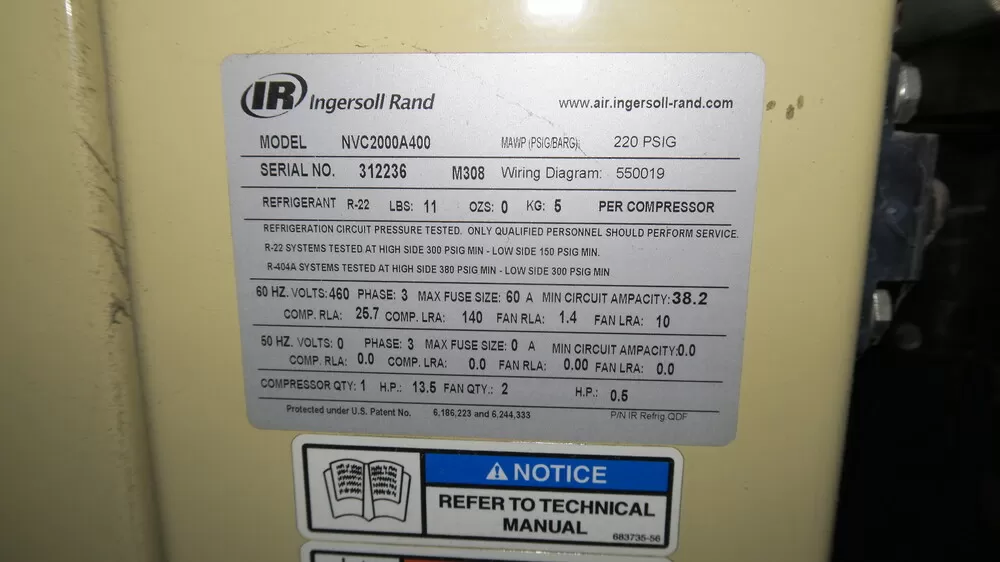 IR Ingersoll Rand www.air.ingersoll-rand.com
MODEL NVC2000A400 MAWP (PSIG/BARG): 220 PSIG
SERIAL NO. 312236 M308 Wiring Diagram: 550019
REFRIGERANT R-22 LBS: 11 OZS: 0 KG: 5 PER COMPRESSOR
REFRIGERATION CIRCUIT PRESSURE TESTED. ONLY QUALIFIED PERSONNEL SHOULD PERFORM SERVICE.
R-22 SYSTEMS TESTED AT HIGH SIDE 300 PSIG MIN - LOW SIDE 150 PSIG MIN.
R-404A SYSTEMS TESTED AT HIGH SIDE 380 PSIG MIN - LOW SIDE 300 PSIG MIN
60 HZ. VOLTS: 460 PHASE: 3 MAX FUSE SIZE: 60 A MIN CIRCUIT AMPACITY: 38.2
COMP. RLA: 25.7 COMP. LRA: 140 FAN RLA: 1.4 FAN LRA: 10
50 HZ. VOLTS: 0 PHASE: 3 MAX FUSE SIZE: 0 A MIN CIRCUIT AMPACITY: 0.0
COMP. RLA: 0.0 COMP. LRA: 0.0 FAN RLA: 0.00 FAN LRA: 0.0
COMPRESSOR QTY: 1 H.P.: 13.5 FAN QTY.: 2 H.P.: 0.5
Protected under U.S. Patent No. 6,186,223 and 6,244,333 P/N IR Refrig.QDF
NOTICE
REFER TO TECHNICAL
MANUAL
683735-56